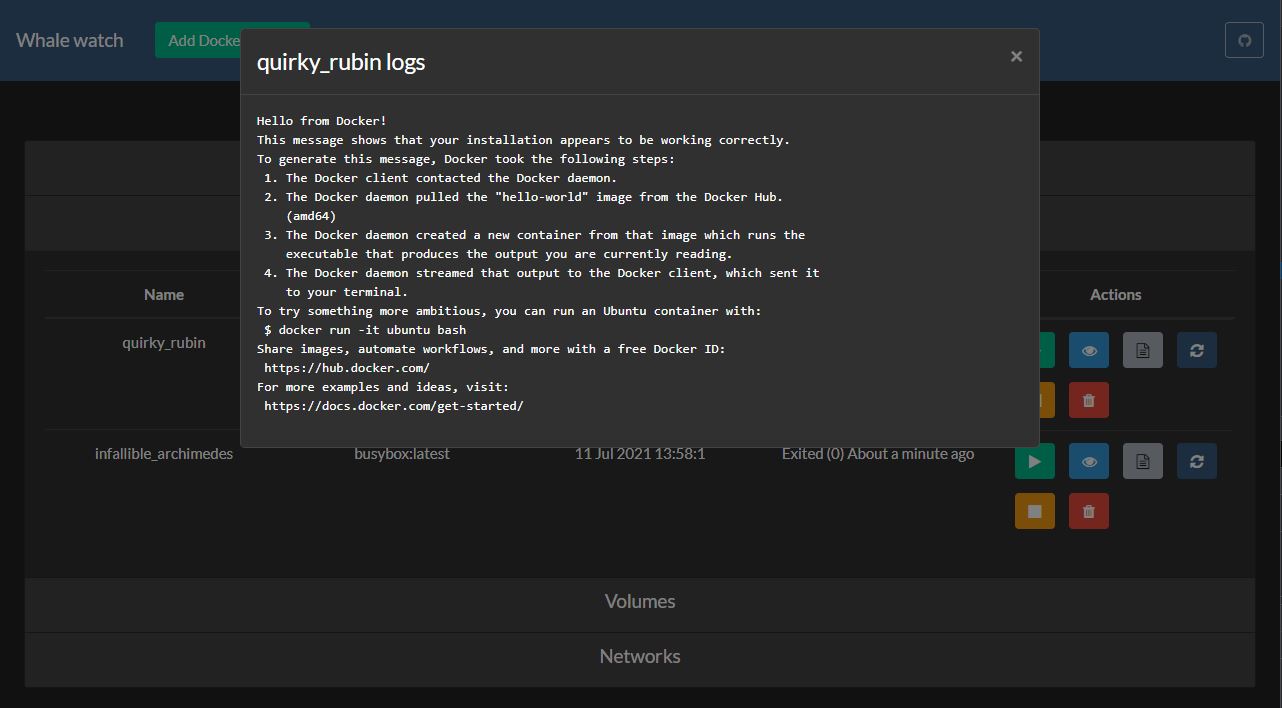 Whale watch
Add Docke
quirky_rubin logs
×
Hello from Docker!
This message shows that your installation appears to be working correctly.
To generate this message, Docker took the following steps:
1. The Docker client contacted the Docker daemon.
2. The Docker daemon pulled the "hello-world" image from the Docker Hub.
(amd64)
3. The Docker daemon created a new container from that image which runs the
executable that produces the output you are currently reading.
4. The Docker daemon streamed that output to the Docker client, which sent it
to your terminal.
To try something more ambitious, you can run an Ubuntu container with:
$ docker run -it ubuntu bash
Share images, automate workflows, and more with a free Docker ID:
https://hub.docker.com/
For more examples and ideas, visit:
https://docs.docker.com/get-started/
Name Actions
quirky_rubin
infallible_archimedes busybox:latest 11 Jul 2021 13:58:1 Exited (0) About a minute ago
Volumes
Networks